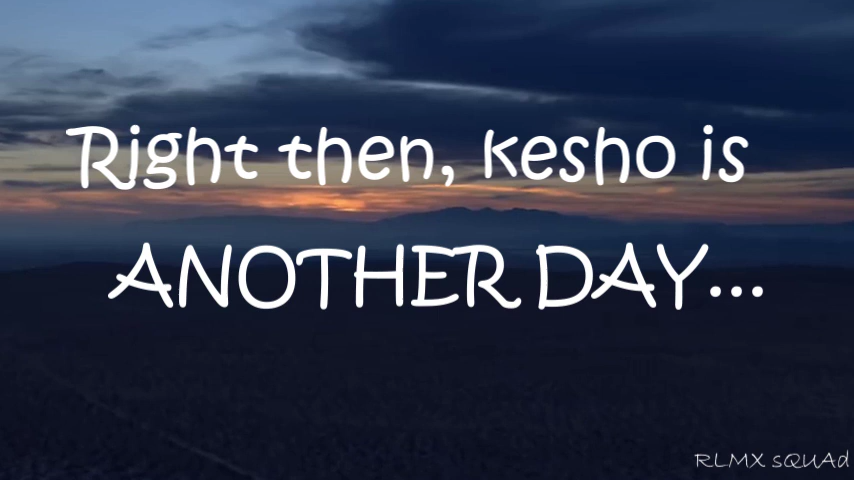 Right then, kesho is
ANOTHER DAY...
RLMX sQUAd